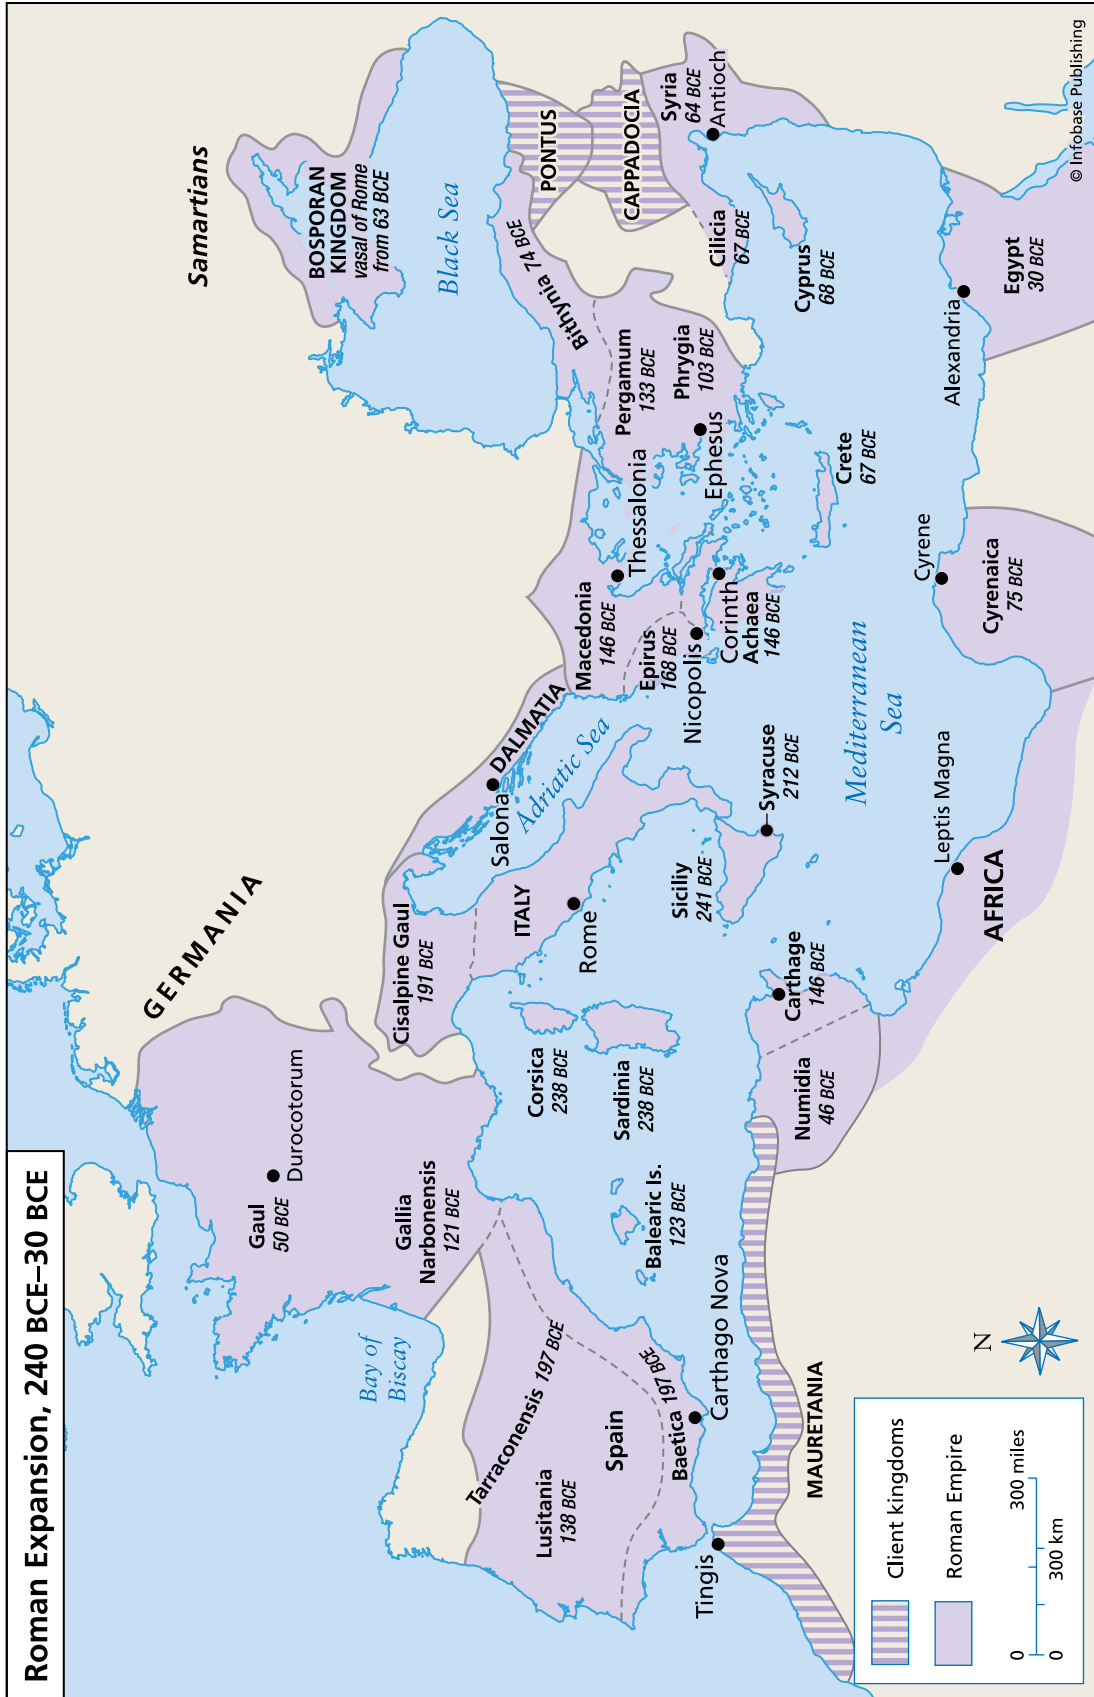 Roman Expansion, 240 BCE–30 BCE
GERMANIA
Samartians
BOSPORAN
KINGDOM
vasal of Rome
from 63 BCE
Black Sea
Gaul
50 BCE
Durocotorum
Bay of
Biscay
Gallia
Narbonensis
121 BCE
Cisalpine Gaul
191 BCE
Salona
DALMATIA
Adriatic Sea
ITALY
Rome
Corsica
238 BCE
Sardinia
238 BCE
Balearic Is.
123 BCE
Tarraconensis 197 BCE
Lusitania
138 BCE
Spain
Baetica 197 BCE
Carthago Nova
Tingis
MAURETANIA
Numidia
46 BCE
Carthage
146 BCE
Siciliy
241 BCE
Syracuse
212 BCE
Macedonia
146 BCE
Thessalonia
Epirus
168 BCE
Nicopolis
Corinth
Achaea
146 BCE
Bithynia 74 BCE
Pergamum
133 BCE
Phrygia
103 BCE
Ephesus
PONTUS
CAPPADOCIA
Syria
64 BCE
Antioch
Cilicia
67 BCE
Cyprus
68 BCE
Crete
67 BCE
Mediterranean
Sea
Leptis Magna
AFRICA
Cyrene
Cyrenaica
75 BCE
Alexandria
Egypt
30 BCE
N
Client kingdoms
Roman Empire
0 300 miles
0 300 km
© Infobase Publishing